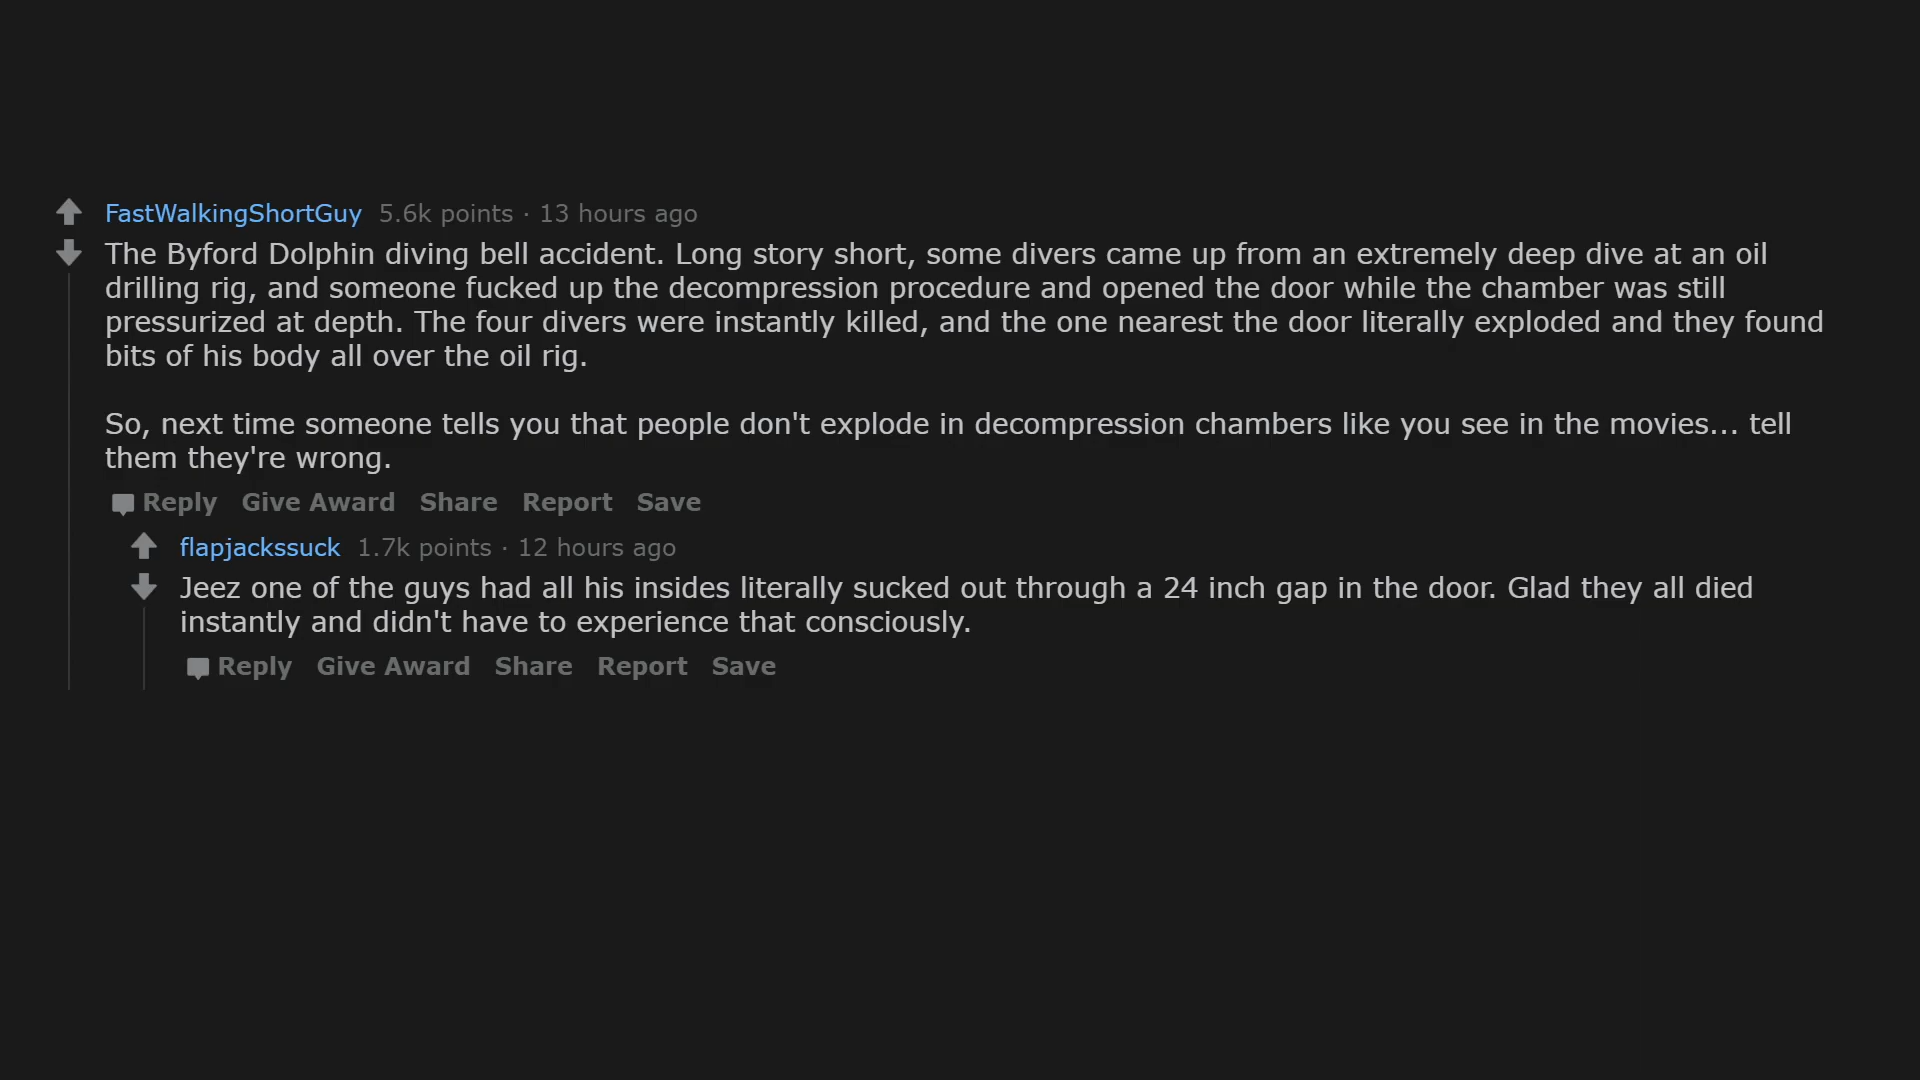 FastWalkingShortGuy 5.6k points · 13 hours ago
The Byford Dolphin diving bell accident. Long story short, some divers came up from an extremely deep dive at an oil
drilling rig, and someone fucked up the decompression procedure and opened the door while the chamber was still
pressurized at depth. The four divers were instantly killed, and the one nearest the door literally exploded and they found
bits of his body all over the oil rig.
So, next time someone tells you that people don't explode in decompression chambers like you see in the movies... tell
them they're wrong.
Reply Give Award Share Report Save
flapjackssuck 1.7k points · 12 hours ago
Jeez one of the guys had all his insides literally sucked out through a 24 inch gap in the door. Glad they all died
instantly and didn't have to experience that consciously.
Reply Give Award Share Report Save